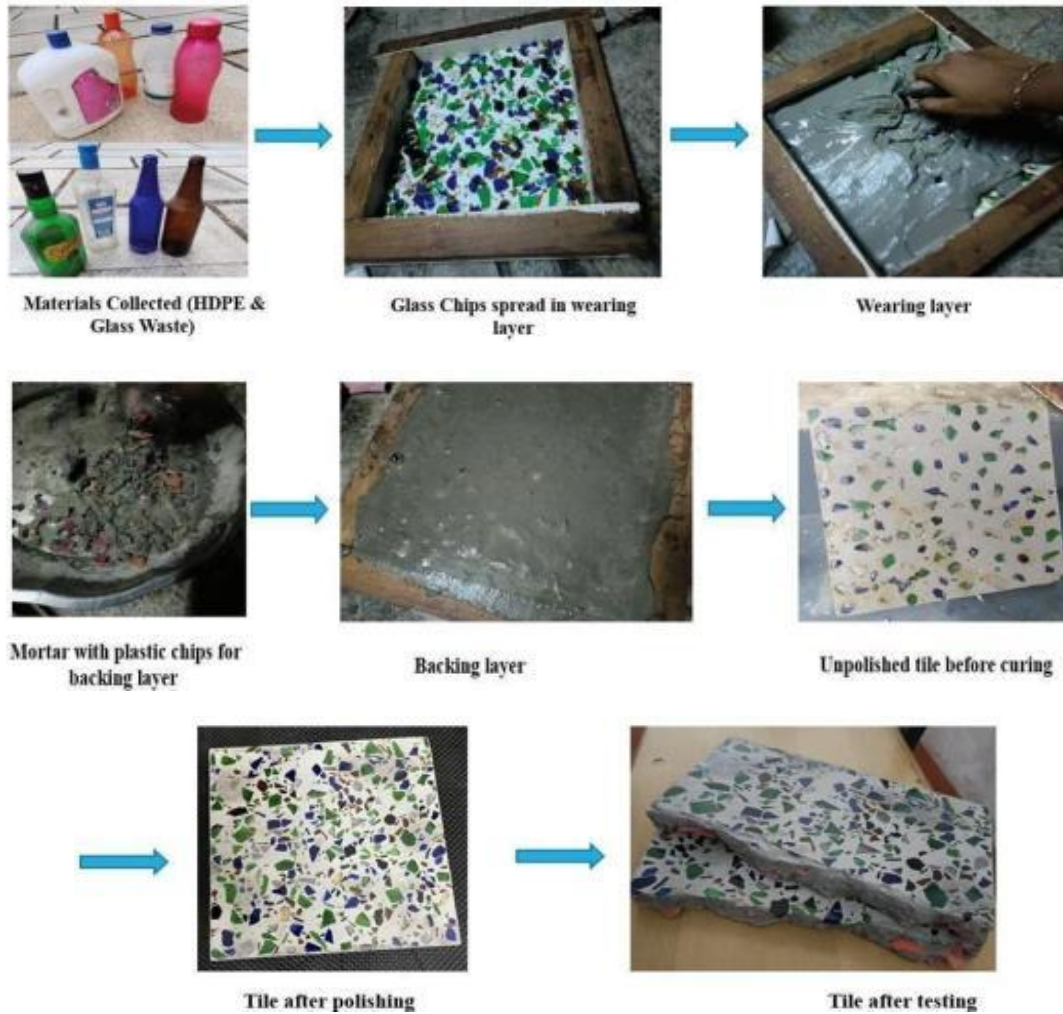 Materials Collected (HDPE &
Glass Waste)
Glass Chips spread in wearing
layer
Wearing layer
Mortar with plastic chips for
backing layer
Backing layer
Unpolished tile before curing
Tile after polishing
Tile after testing